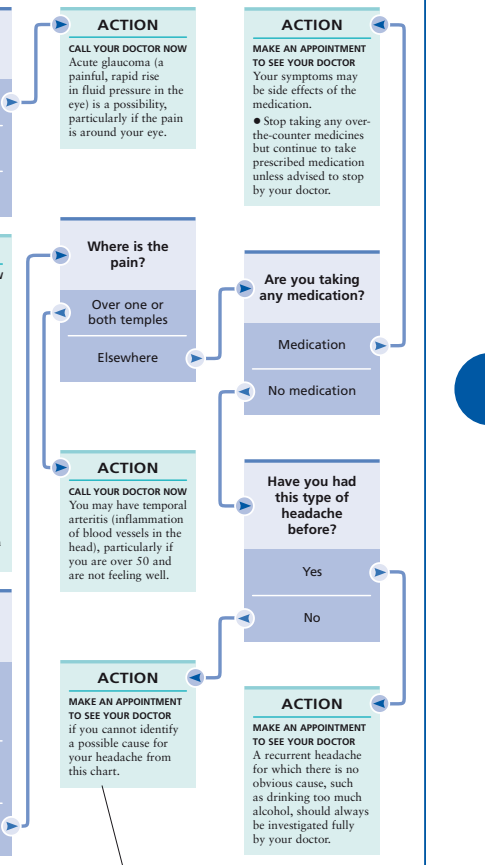 ACTION
CALL YOUR DOCTOR NOW
Acute glaucoma (a
painful, rapid rise
in fluid pressure in the
eye) is a possibility,
particularly if the pain
is around your eye.
ACTION
MAKE AN APPOINTMENT
TO SEE YOUR DOCTOR
Your symptoms may
be side effects of the
medication.
● Stop taking any over-
the-counter medicines
but continue to take
prescribed medication
unless advised to stop
by your doctor.
Where is the
pain?
Over one or
both temples
Elsewhere
Are you taking
any medication?
Medication
No medication
ACTION
CALL YOUR DOCTOR NOW
You may have temporal
arteritis (inflammation
of blood vessels in the
head), particularly if
you are over 50 and
are not feeling well.
Have you had
this type of
headache
before?
Yes
No
ACTION
MAKE AN APPOINTMENT
TO SEE YOUR DOCTOR
if you cannot identify
a possible cause for
your headache from
this chart.
ACTION
MAKE AN APPOINTMENT
TO SEE YOUR DOCTOR
A recurrent headache
for which there is no
obvious cause, such
as drinking too much
alcohol, should always
be investigated fully
by your doctor.